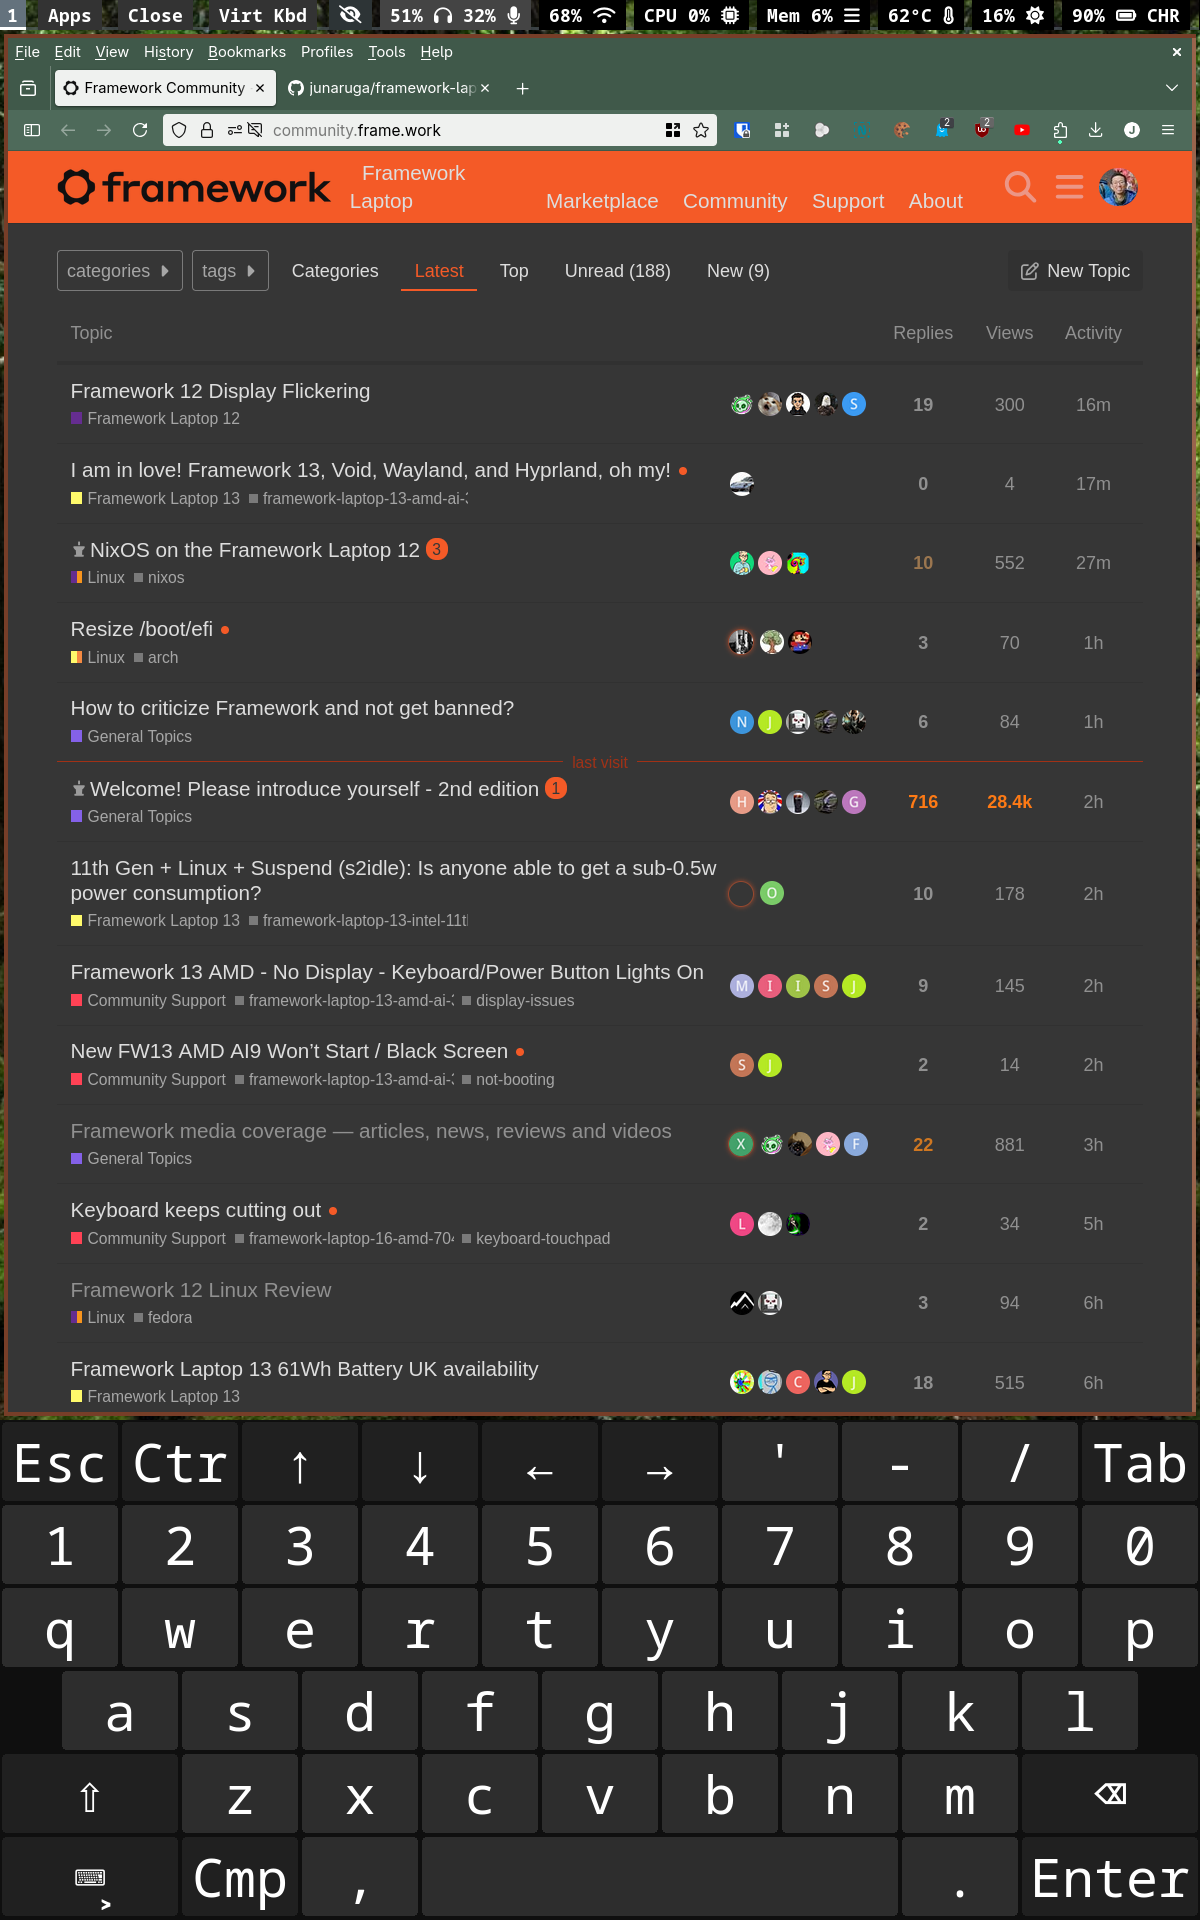 1 Apps Close Virt Kbd 51% 32% 68% CPU 0% Mem 6% 62°C 16% 90% CHR
File Edit View History Bookmarks Profiles Tools Help
Framework Community junaruga/framework-lap
community.frame.work 2 2 J
framework Framework Laptop Marketplace Community Support About
categories tags Categories Latest Top Unread (188) New (9) New Topic
Topic Replies Views Activity
Framework 12 Display Flickering
Framework Laptop 12
S 19 300 16m
I am in love! Framework 13, Void, Wayland, and Hyprland, oh my!
Framework Laptop 13 framework-laptop-13-amd-ai-3
0 4 17m
NixOS on the Framework Laptop 12 3
Linux nixos
10 552 27m
Resize /boot/efi
Linux arch
3 70 1h
How to criticize Framework and not get banned?
General Topics
N J 6 84 1h
last visit
Welcome! Please introduce yourself - 2nd edition 1
General Topics
H G 716 28.4k 2h
11th Gen + Linux + Suspend (s2idle): Is anyone able to get a sub-0.5w
power consumption?
Framework Laptop 13 framework-laptop-13-intel-11th
O 10 178 2h
Framework 13 AMD - No Display - Keyboard/Power Button Lights On
Community Support framework-laptop-13-amd-ai-3 display-issues
M I I S J 9 145 2h
New FW13 AMD AI9 Won’t Start / Black Screen
Community Support framework-laptop-13-amd-ai-3 not-booting
S J 2 14 2h
Framework media coverage — articles, news, reviews and videos
General Topics
X F 22 881 3h
Keyboard keeps cutting out
Community Support framework-laptop-16-amd-704 keyboard-touchpad
L 2 34 5h
Framework 12 Linux Review
Linux fedora
3 94 6h
Framework Laptop 13 61Wh Battery UK availability
Framework Laptop 13
C J 18 515 6h
Esc Ctr ↑ ↓ ← → ' - / Tab
1 2 3 4 5 6 7 8 9 0
q w e r t y u i o p
a s d f g h j k l
⇧ z x c v b n m ⌫
⌨ > Cmp , . Enter